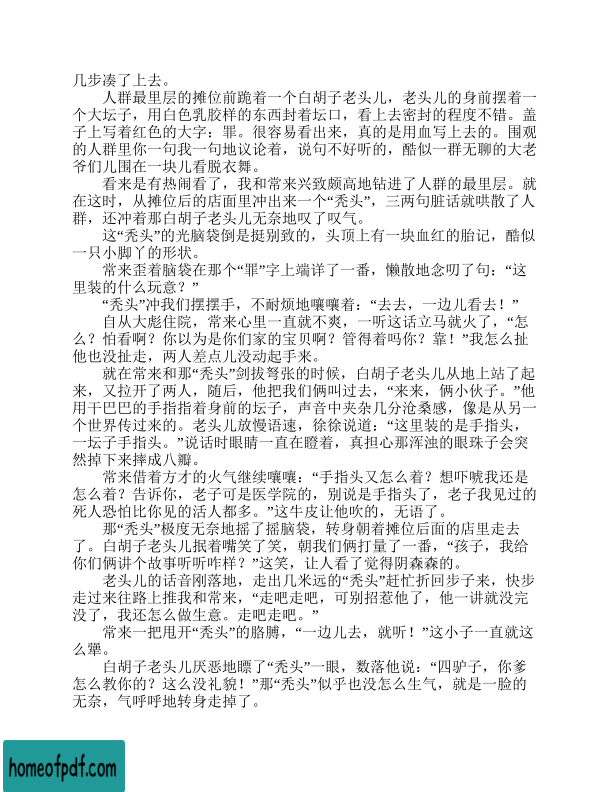 几步凑了上去。
人群最里层的摊位前跪着一个白胡子老头儿，老头儿的身前摆着一
个大坛子，用白色乳胶样的东西封着坛口，看上去密封的程度不错。盖
子上写着红色的大字：罪。很容易看出来，真的是用血写上去的。围观
的人群里你一句我一句地议论着，说句不好听的，酷似一群无聊的大老
爷们儿围在一块儿看脱衣舞。
看来是有热闹看了，我和常来兴致颇高地钻进了人群的最里层。就
在这时，从摊位后的店面里冲出来一个“秃头”，三两句脏话就哄散了人
群，还冲着那白胡子老头儿无奈地叹了叹气。
这“秃头”的光脑袋倒是挺别致的，头顶上有一块血红的胎记，酷似
一只小脚丫的形状。
常来歪着脑袋在那个“罪”字上端详了一番，懒散地念叨了句：“这
里装的什么玩意？”
“秃头”冲我们摆摆手，不耐烦地嚷嚷着：“去去，一边儿看去！”
自从大彪住院，常来心里一直就不爽，一听这话立马就火了，“怎
么？怕看啊？你以为是你们家的宝贝啊？管得着吗你？靠！”我怎么扯
他也没扯走，两人差点儿没动起手来。
就在常来和那“秃头”剑拔弩张的时候，白胡子老头儿从地上站了起
来，又拉开了两人，随后，他把我们俩叫过去，“来来，俩小伙子。”他
用干巴巴的手指指着身前的坛子，声音中夹杂几分沧桑感，像是从另一
个世界传过来的。老头儿放慢语速，徐徐说道：“这里装的是手指头，
一坛子手指头。”说话时眼睛一直在瞪着，真担心那浑浊的眼珠子会突
然掉下来摔成八瓣。
常来借着方才的火气继续嚷嚷：“手指头又怎么着？想吓唬我还是
怎么着？告诉你，老子可是医学院的，别说是手指头了，老子我见过的
死人恐怕比你见的活人都多。”这牛皮让他吹的，无语了。
那“秃头”极度无奈地摇了摇脑袋，转身朝着摊位后面的店里走去
了。白胡子老头儿抿着嘴笑了笑，朝我们俩打量了一番，“孩子，我给
你们俩讲个故事听听咋样？”这笑，让人看了觉得阴森森的。
老头儿的话音刚落地，走出几米远的“秃头”赶忙折回步子来，快步
走过来往路上推我和常来，“走吧走吧，可别招惹他了，他一讲就没完
没了，我还怎么做生意。走吧走吧。”
常来一把甩开“秃头”的胳膊，“一边儿去，就听！”这小子一直就这
么犟。
白胡子老头儿厌恶地瞟了“秃头”一眼，数落他说：“四驴子，你爹
怎么教你的？这么没礼貌！”那“秃头”似乎也没怎么生气，就是一脸的
无奈，气呼呼地转身走掉了。
homeofpdf.com